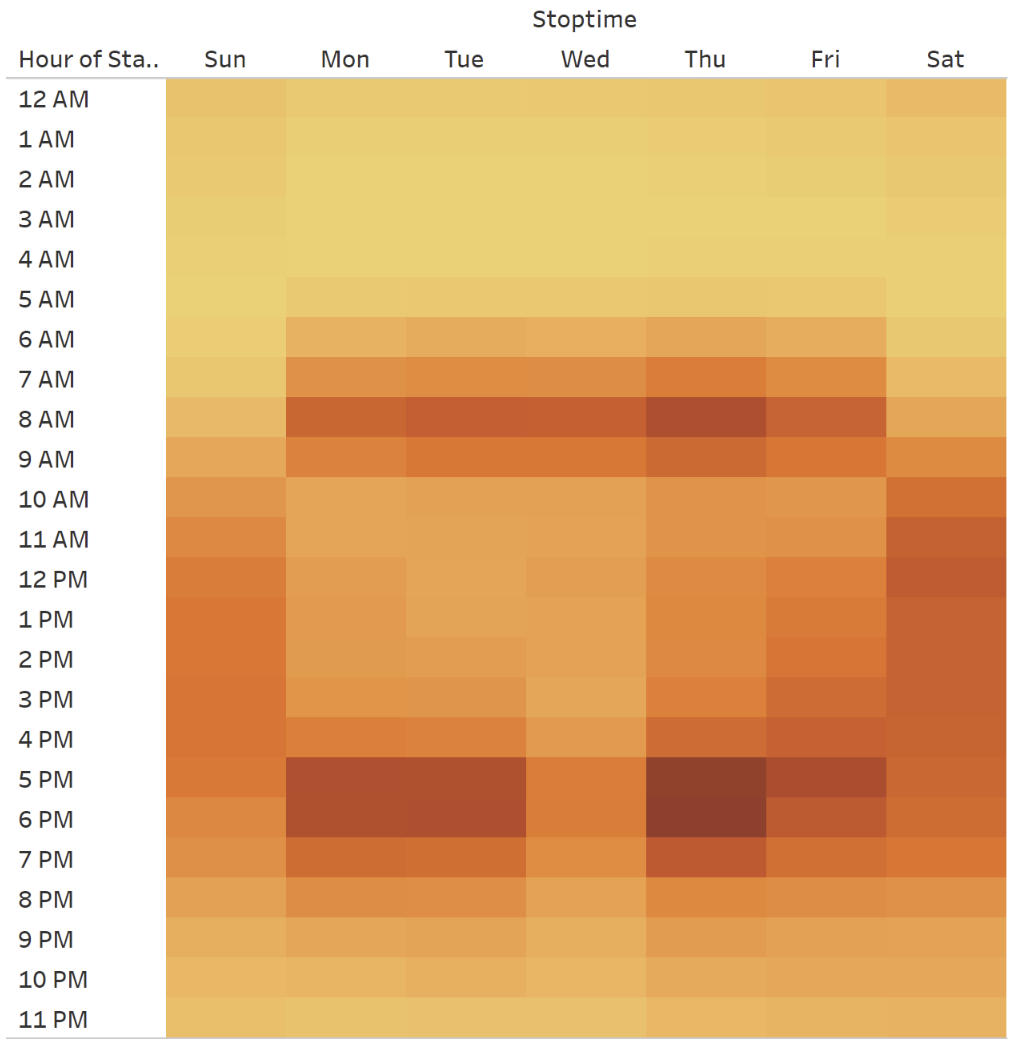 Stoptime
Hour of Sta.. Sun Mon Tue Wed Thu Fri Sat
12 AM
1 AM
2 AM
3 AM
4 AM
5 AM
6 AM
7 AM
8 AM
9 AM
10 AM
11 AM
12 PM
1 PM
2 PM
3 PM
4 PM
5 PM
6 PM
7 PM
8 PM
9 PM
10 PM
11 PM